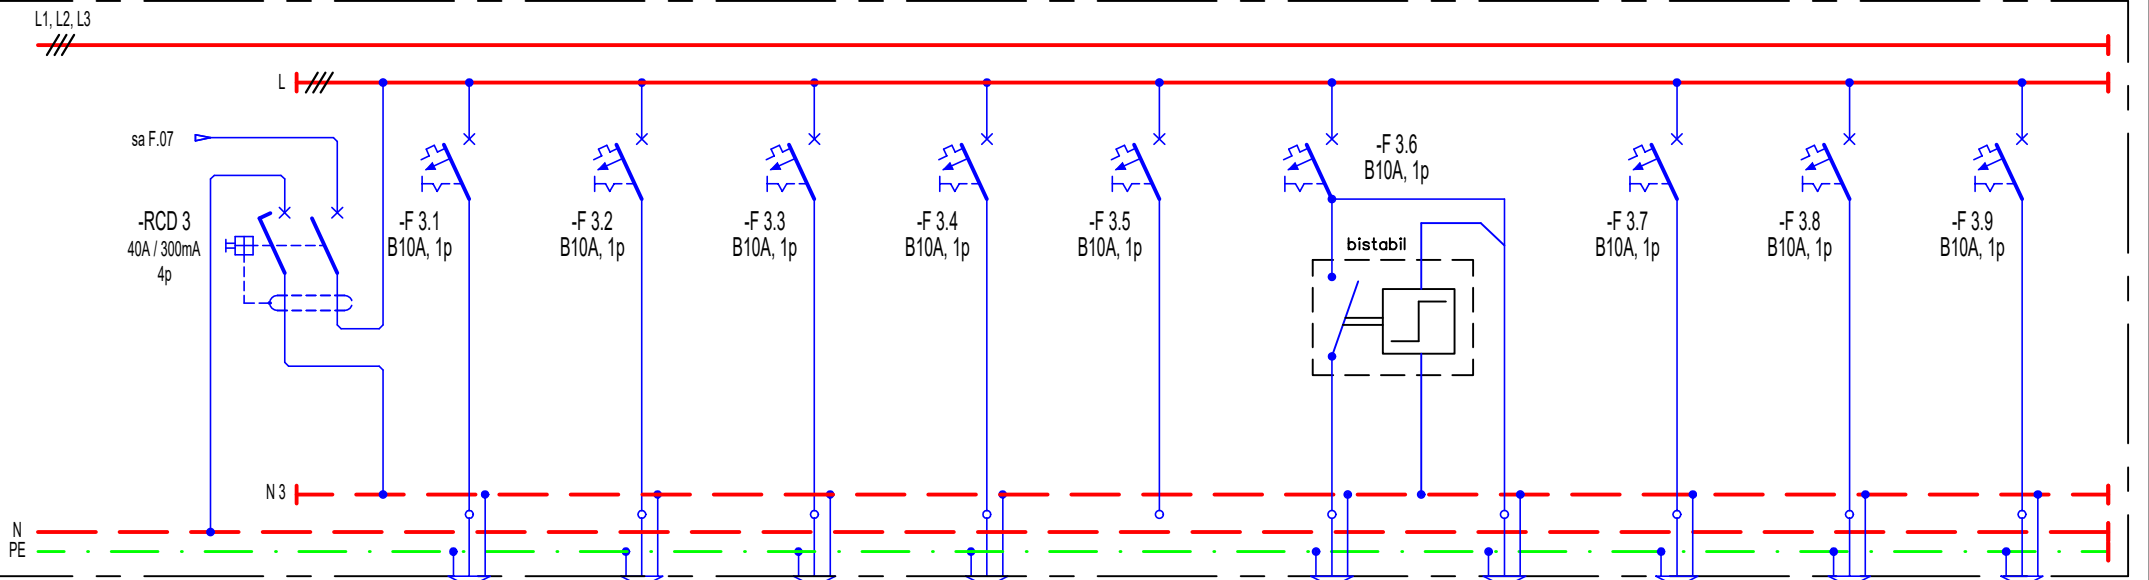 L1, L2, L3
L
sa F.07
-RCD 3
40A / 300mA
4p
-F 3.1
B10A, 1p
-F 3.2
B10A, 1p
-F 3.3
B10A, 1p
-F 3.4
B10A, 1p
-F 3.5
B10A, 1p
-F 3.6
B10A, 1p
bistabil
-F 3.7
B10A, 1p
-F 3.8
B10A, 1p
-F 3.9
B10A, 1p
N 3
N
PE